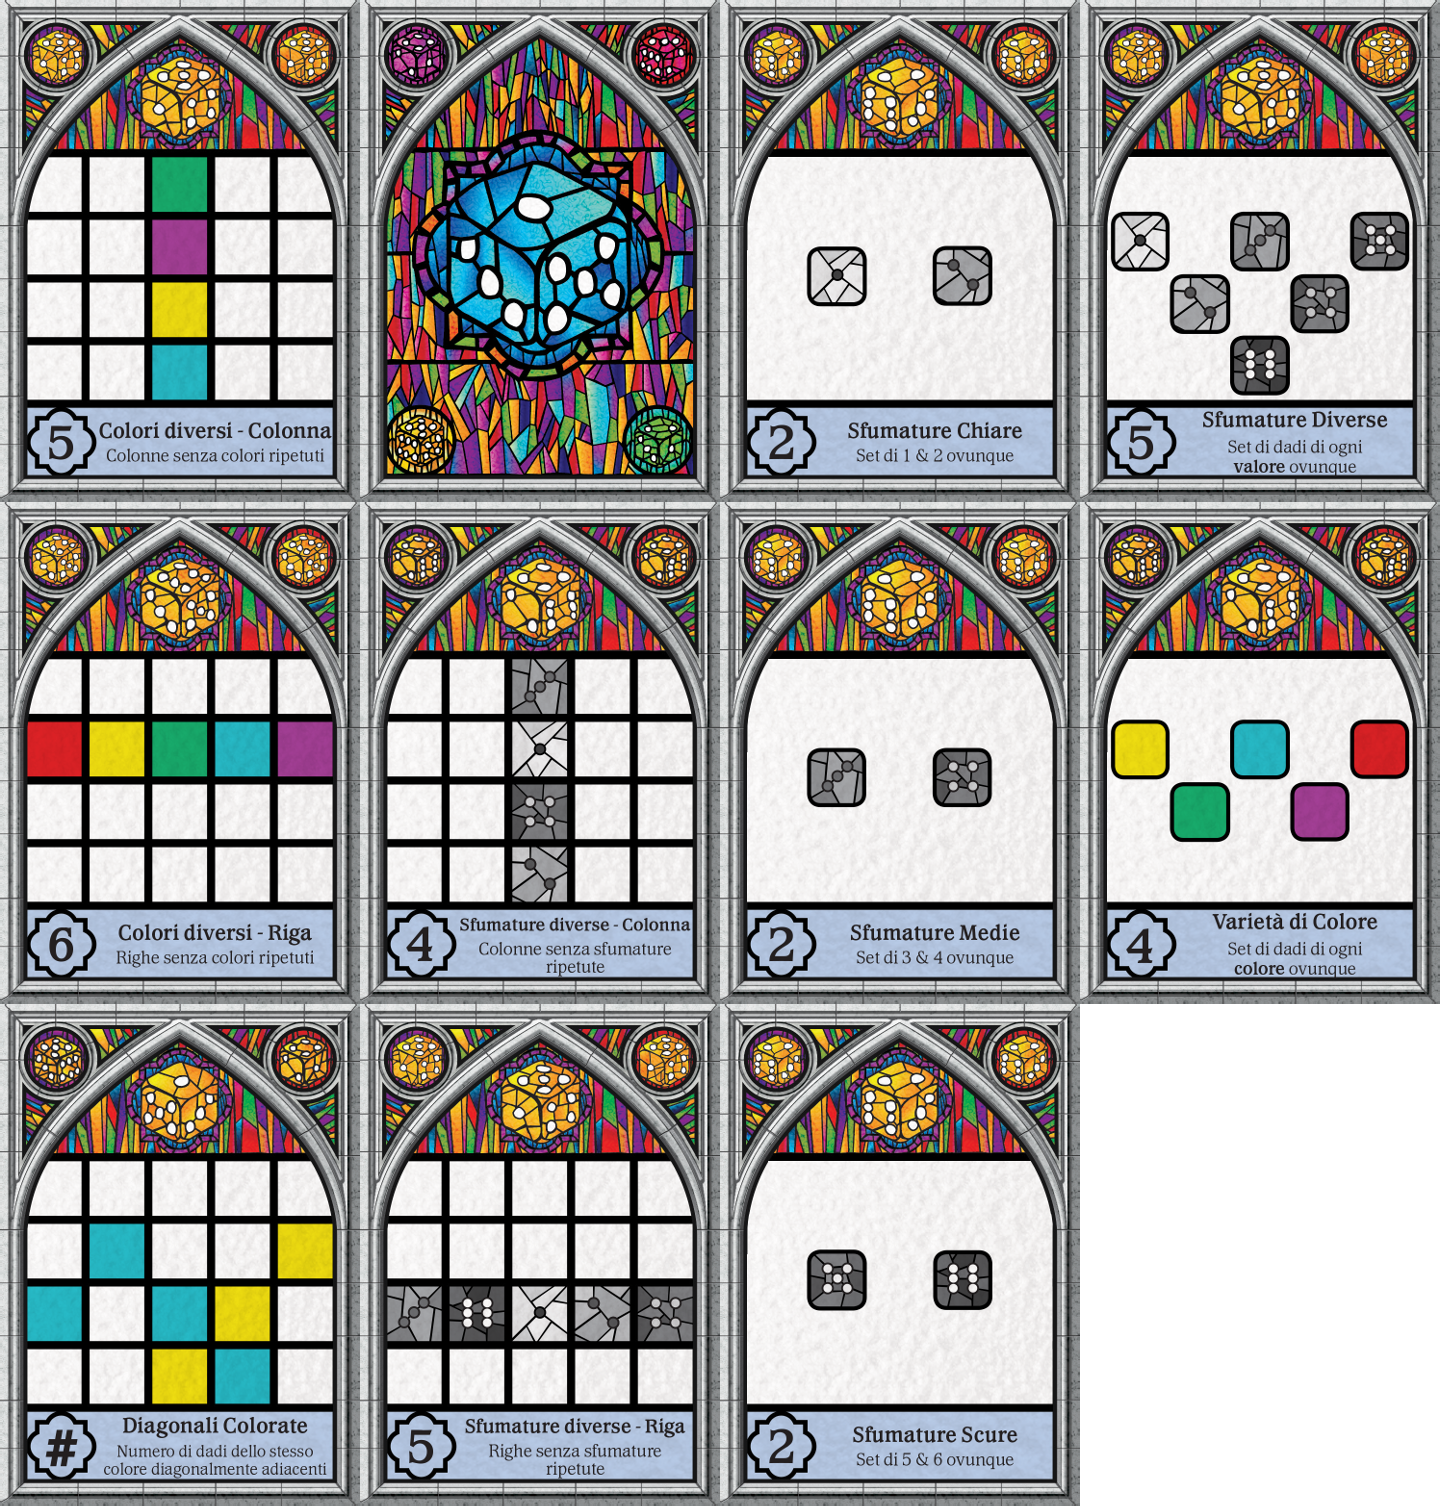 5
Colori diversi - Colonna
Colonne senza colori ripetuti
2
Sfumature Chiare
Set di 1 & 2 ovunque
5
Sfumature Diverse
Set di dadi di ogni
valore ovunque
6
Colori diversi - Riga
Righe senza colori ripetuti
4
Sfumature diverse - Colonna
Colonne senza sfumature
ripetute
2
Sfumature Medie
Set di 3 & 4 ovunque
4
Varietà di Colore
Set di dadi di ogni
colore ovunque
#
Diagonali Colorate
Numero di dadi dello stesso
colore diagonalmente adiacenti
5
Sfumature diverse - Riga
Righe senza sfumature
ripetute
2
Sfumature Scure
Set di 5 & 6 ovunque